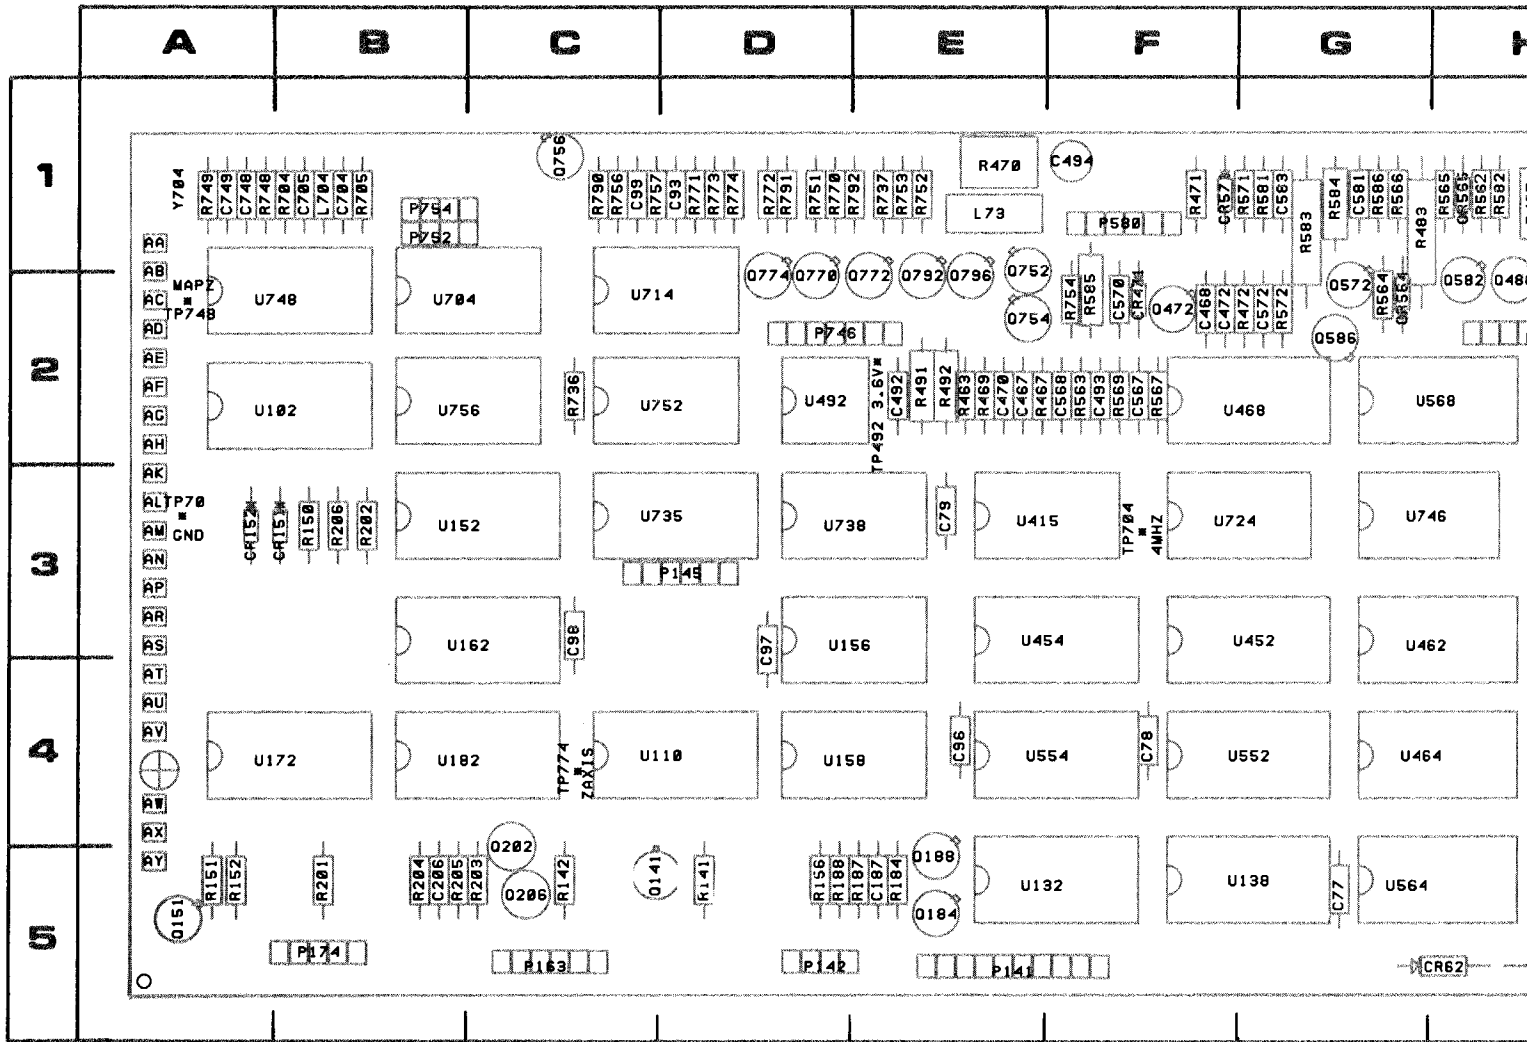 A B C D E F G
1
Y704 R749 C749 C748 R748 R704 C705 L704 C704 R705
P754
P752
Q756
R790 R756 C99 R757 C93 R771 R773 R774 R772 R791 R751 R770 R792 R737 R753 R752
R470
L73
C494
P580
R471 CR571 R571 R581 C563 R583 R584 C581 R586 R566 R483 R565 CR565 R562 R582
AA
AB
AC
AD
AE
AF
AG
AH
AK
AL
AM
AN
AP
AR
AS
AT
AU
AV
AW
AX
AY
MAPZ
TP748
U748 U704 U714
Q774 Q770 Q772 Q792 Q796 Q752
Q754
R754 R585 C570 CR471 Q472 C468 C472 R472 C572 R572
Q572 R564 CR564 Q582
Q586
P746
2
U102 U756 R736 U752 U492
TP492 3.6V
C492 R491 R492 R463 R469 C470 C467 R467 C568 R563 C493 R569 C567 R567
U468 U568
3
TP70
GND
CR152 CR151 R150 R206 R202
U152 U735 U738 C79 U415
TP704
4MHZ
U724 U746
P145
U162 C98 C97 U156 U454 U452 U462
4
U172 U182
TP774
ZAXIS
U110 U158 C96 U554 C78 U552 U464
5
R151 R152 R201 R204 C206 R205 R203
Q202
Q206
R142 Q141 R141 R156 R188 R187 C187 R184
Q188
Q184
U132 U138 C77 U564
Q151
P174 P163 P142 P141
CR62